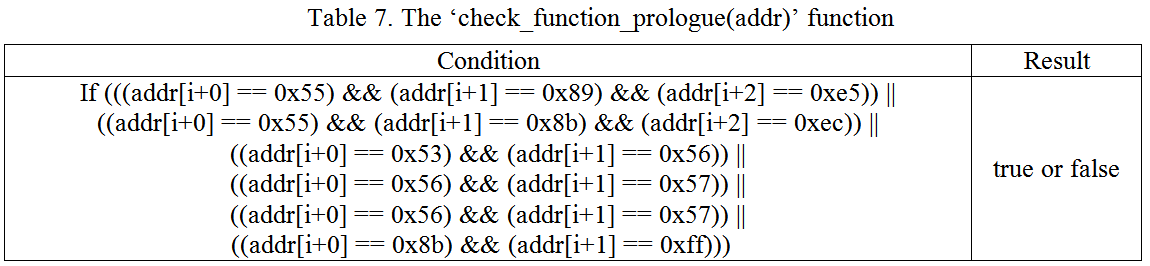 Table 7. The ‘check_function_prologue(addr)’ function
Condition
Result
If (((addr[i+0] == 0x55) && (addr[i+1] == 0x89) && (addr[i+2] == 0xe5)) ||
((addr[i+0] == 0x55) && (addr[i+1] == 0x8b) && (addr[i+2] == 0xec)) ||
((addr[i+0] == 0x53) && (addr[i+1] == 0x56)) ||
((addr[i+0] == 0x56) && (addr[i+1] == 0x57)) ||
((addr[i+0] == 0x56) && (addr[i+1] == 0x57)) ||
((addr[i+0] == 0x8b) && (addr[i+1] == 0xff)))
true or false